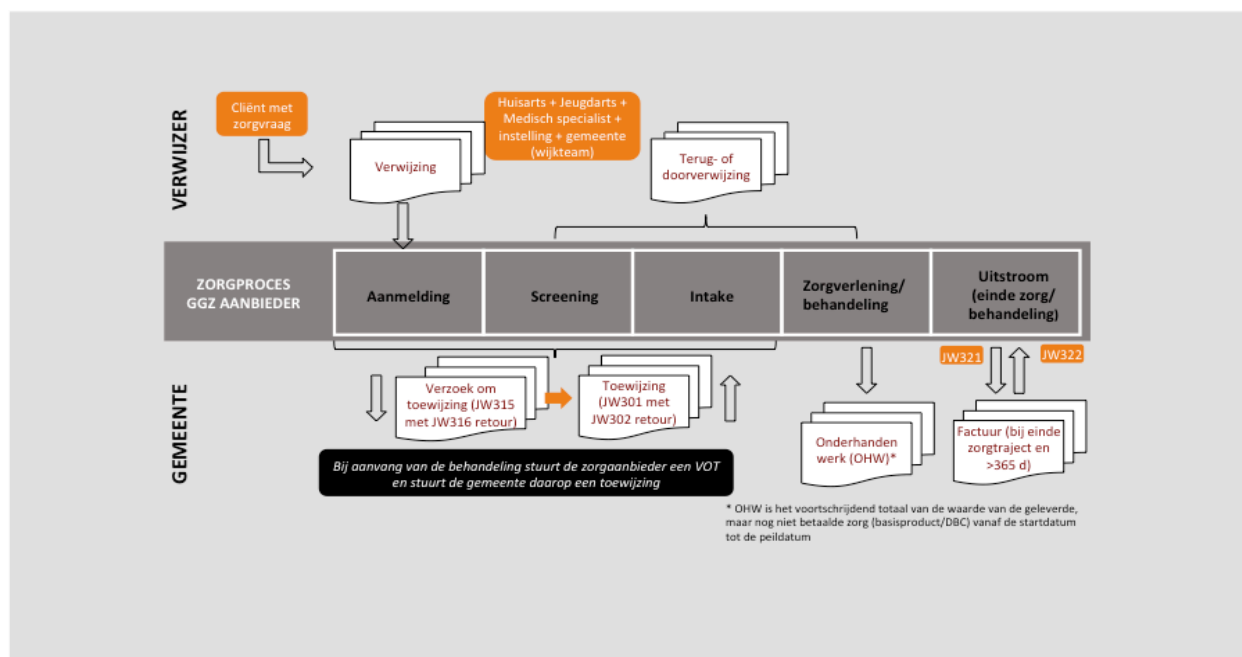 VERWIJZER
Cliënt met
zorgvraag
Verwijzing
Huisarts + Jeugdarts +
Medisch specialist +
instelling + gemeente
(wijkteam)
Terug- of
doorverwijzing
ZORGPROCES
GGZ AANBIEDER
Aanmelding
Screening
Intake
Zorgverlening/
behandeling
Uitstroom
(einde zorg/
behandeling)
GEMEENTE
Verzoek om
toewijzing (JW315
met JW316 retour)
Toewijzing
(JW301 met
JW302 retour)
JW321
JW322
Onderhanden
werk (OHW)*
Factuur (bij einde
zorgtraject en
>365 d)
Bij aanvang van de behandeling stuurt de zorgaanbieder een VOT
en stuurt de gemeente daarop een toewijzing
* OHW is het voortschrijdend totaal van de waarde van de geleverde,
maar nog niet betaalde zorg (basisproduct/DBC) vanaf de startdatum
tot de peildatum